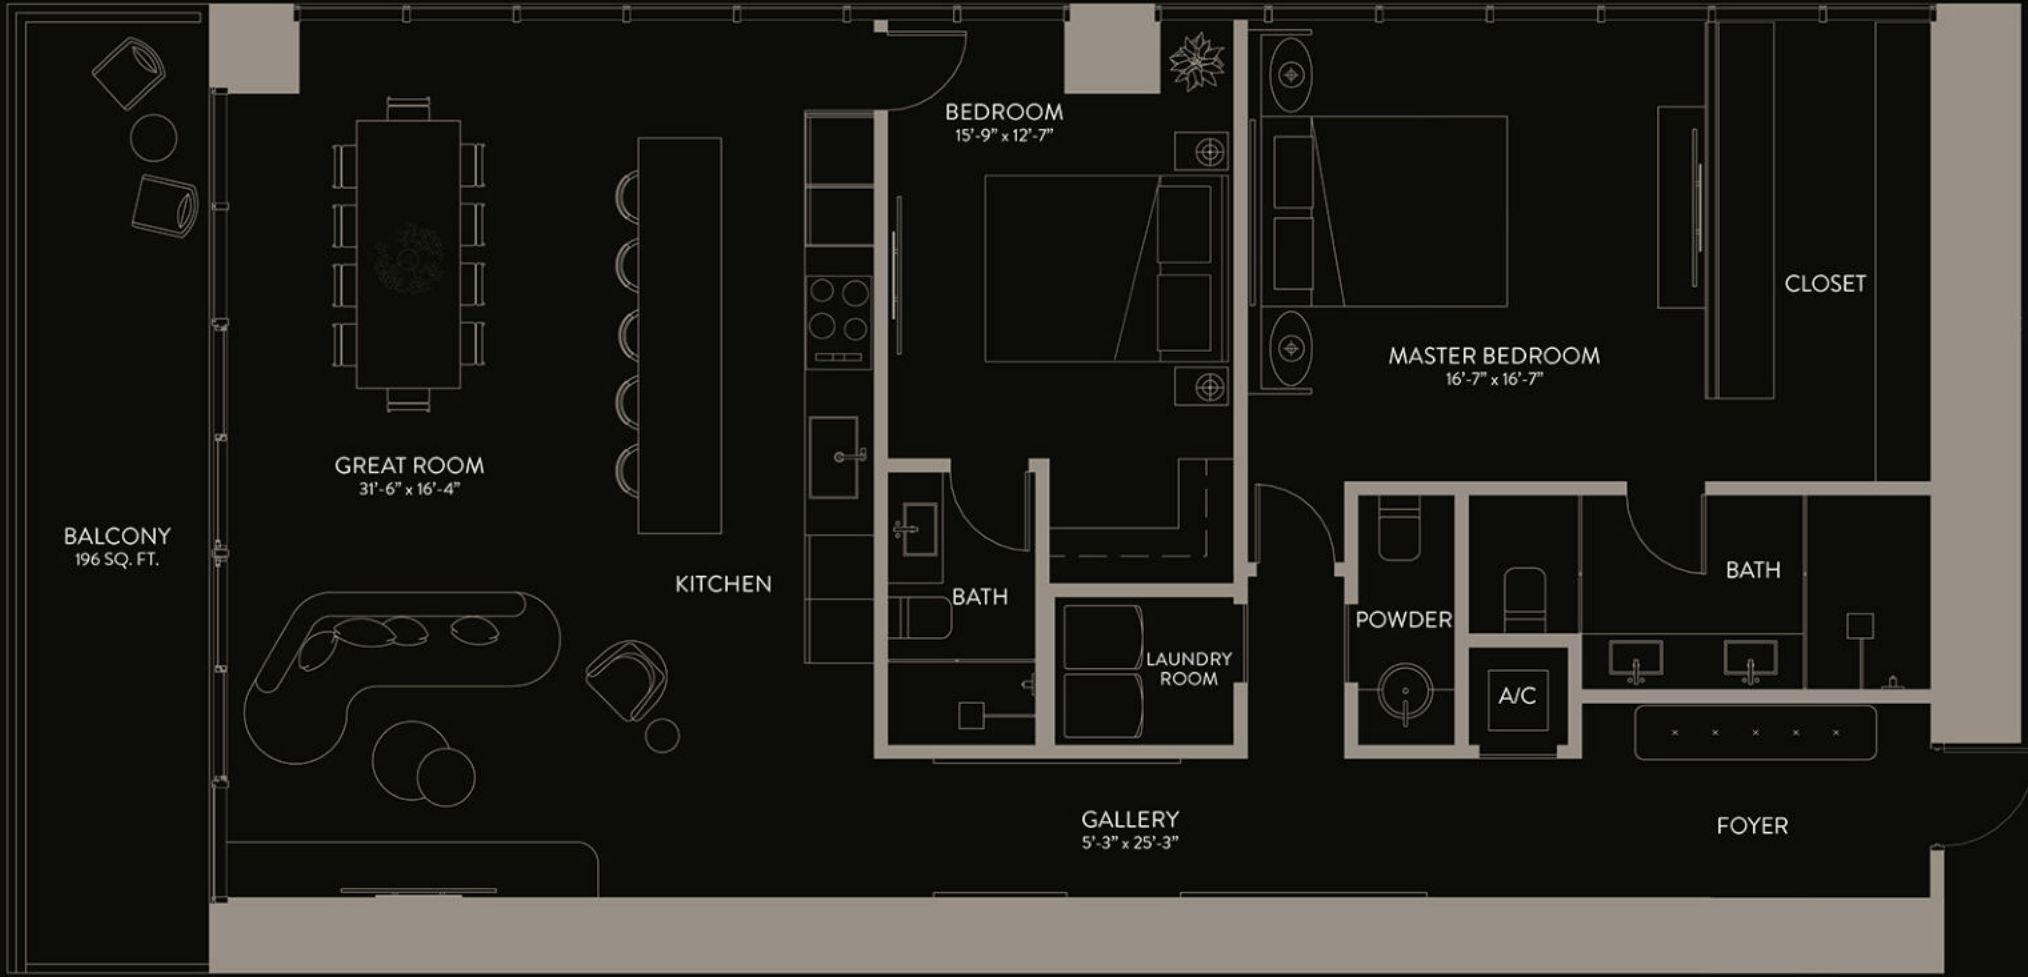 BEDROOM
15'-9” x 12'-7”
CLOSET
MASTER BEDROOM
16'-7” x 16'-7”
GREAT ROOM
31'-6” x 16'-4”
BALCONY
196 SQ. FT.
KITCHEN
BATH
BATH
POWDER
LAUNDRY
ROOM
A/C
GALLERY
5'-3” x 25'-3”
FOYER